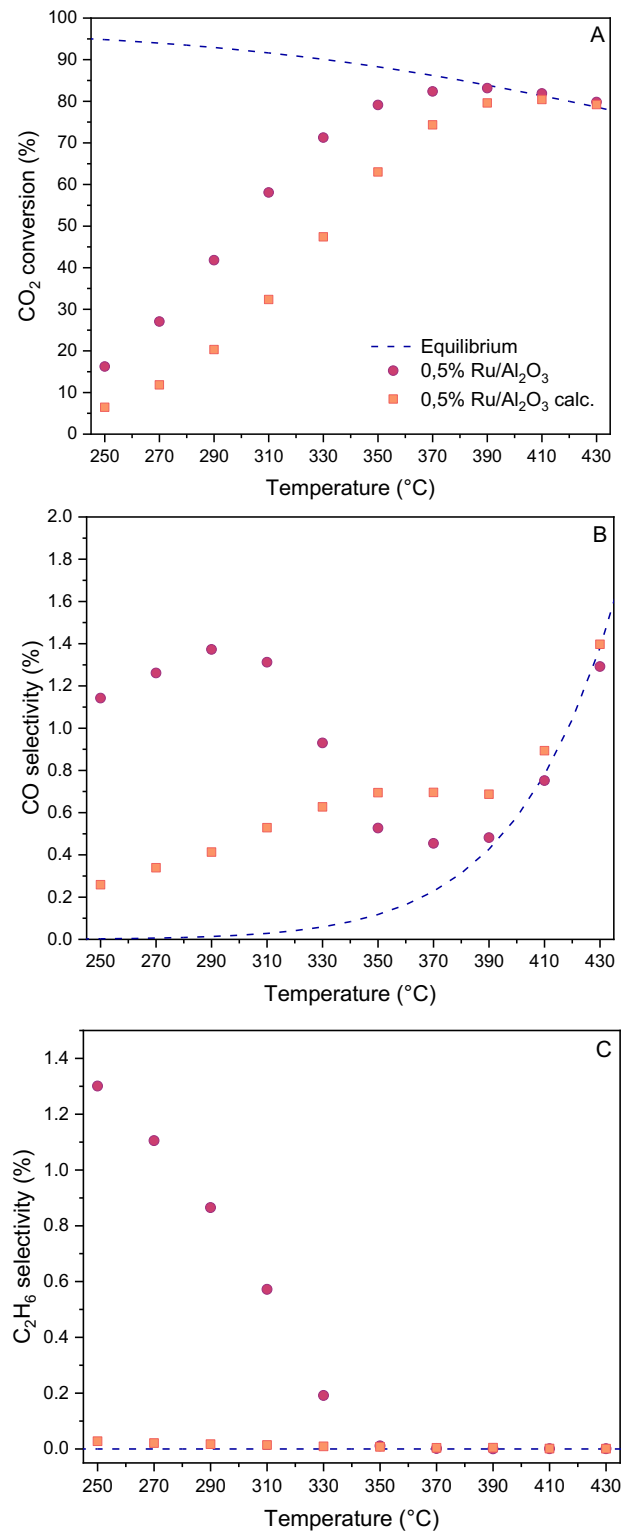 A
100
90
80
70
60
50
40
30
20
10
0
CO₂ conversion (%)
Equilibrium
0,5% Ru/Al₂O₃
0,5% Ru/Al₂O₃ calc.
250 270 290 310 330 350 370 390 410 430
Temperature (°C)
B
2.0
1.8
1.6
1.4
1.2
1.0
0.8
0.6
0.4
0.2
0.0
CO selectivity (%)
250 270 290 310 330 350 370 390 410 430
Temperature (°C)
C
1.4
1.2
1.0
0.8
0.6
0.4
0.2
0.0
C₂H₆ selectivity (%)
250 270 290 310 330 350 370 390 410 430
Temperature (°C)